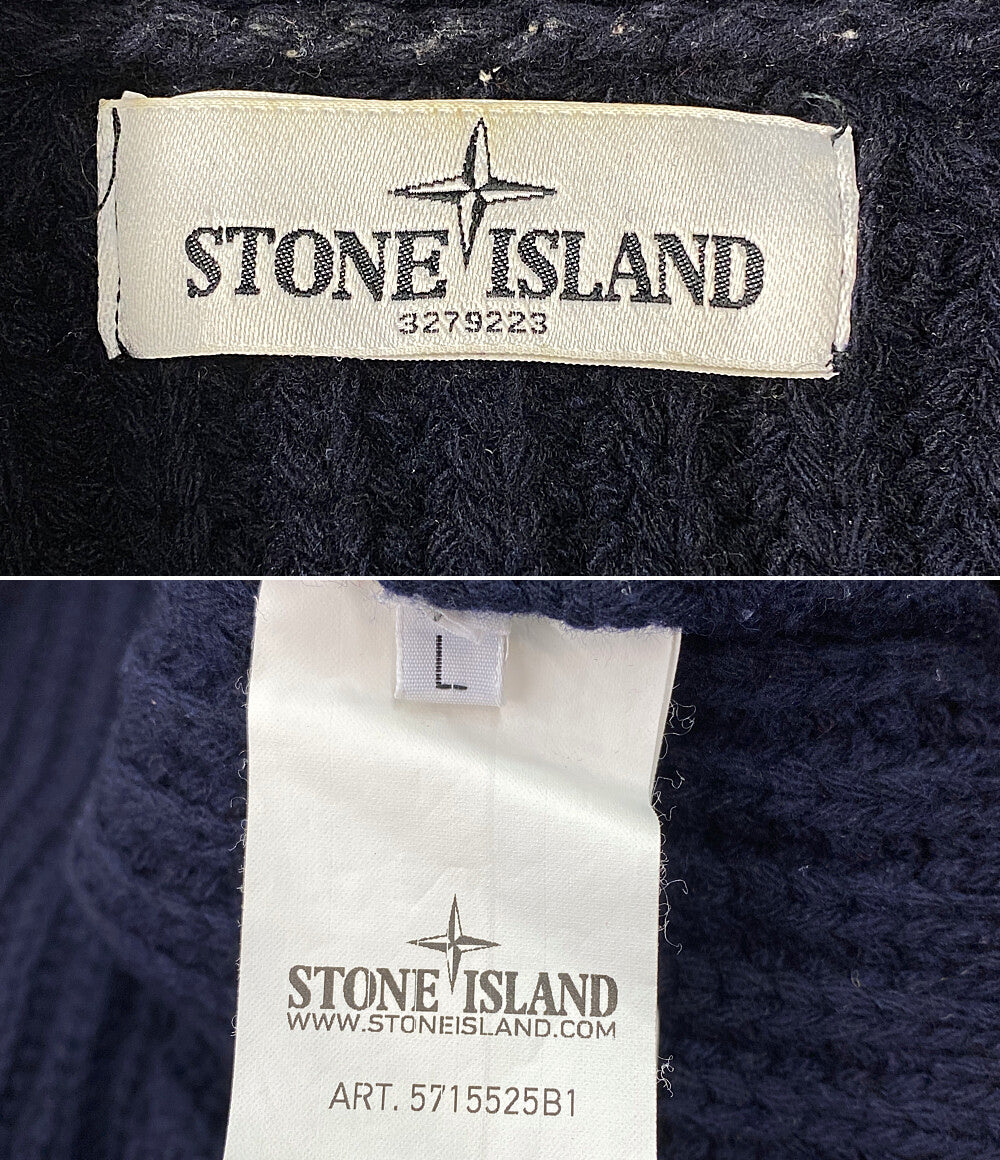 STONE ISLAND
3279223
L
STONE ISLAND
WWW.STONEISLAND.COM
ART. 5715525B1